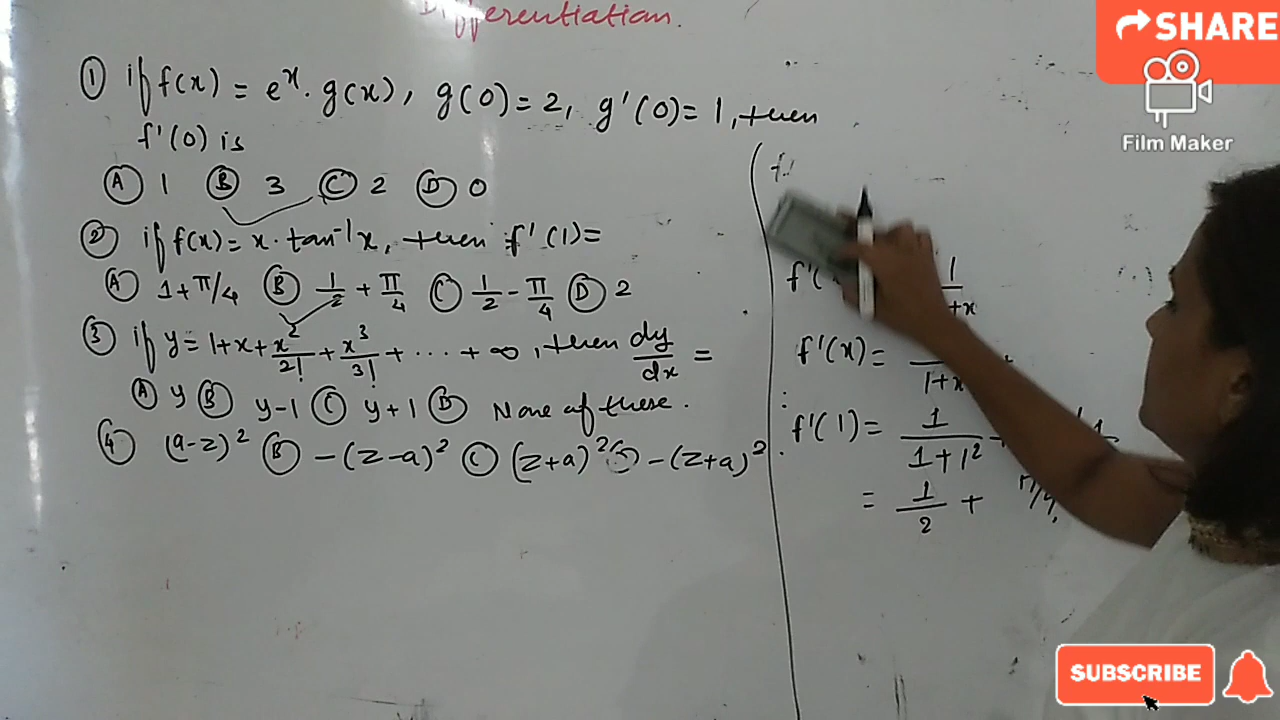 Differentiation.
SHARE
Film Maker
① if f(x) = eˣ. g(x), g(0) = 2, g'(0) = 1, then
f'(0) is
Ⓐ 1 Ⓑ 3 Ⓒ 2 Ⓓ 0
② if f(x) = x. tan⁻¹x, then f'(1) =
Ⓐ 1+π/4 Ⓑ 1/2 + π/4 Ⓒ 1/2 - π/4 Ⓓ 2
③ if y = 1+x+x²/2! + x³/3! + ... + ∞, then dy/dx =
Ⓐ y Ⓑ y-1 Ⓒ y+1 Ⓓ None of these.
④ (a-z)² Ⓑ -(z-a)² Ⓒ (z+a)² -(z+a)².
f'(x) =
f'(1) = 1/1+1²
= 1/2 + π/4.
SUBSCRIBE